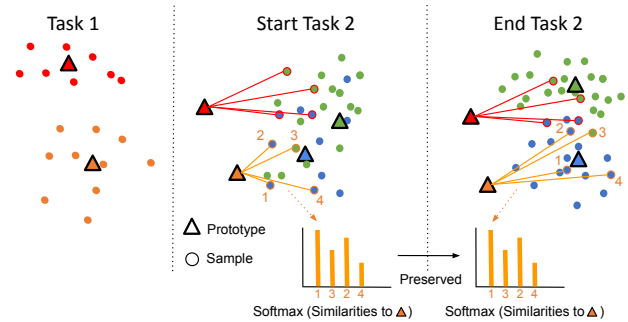 Task 1
Start Task 2
End Task 2
2
3
1
4
2
3
1
4
Prototype
Sample
Preserved
1 3 2 4
1 3 2 4
Softmax (Similarities to )
Softmax (Similarities to )